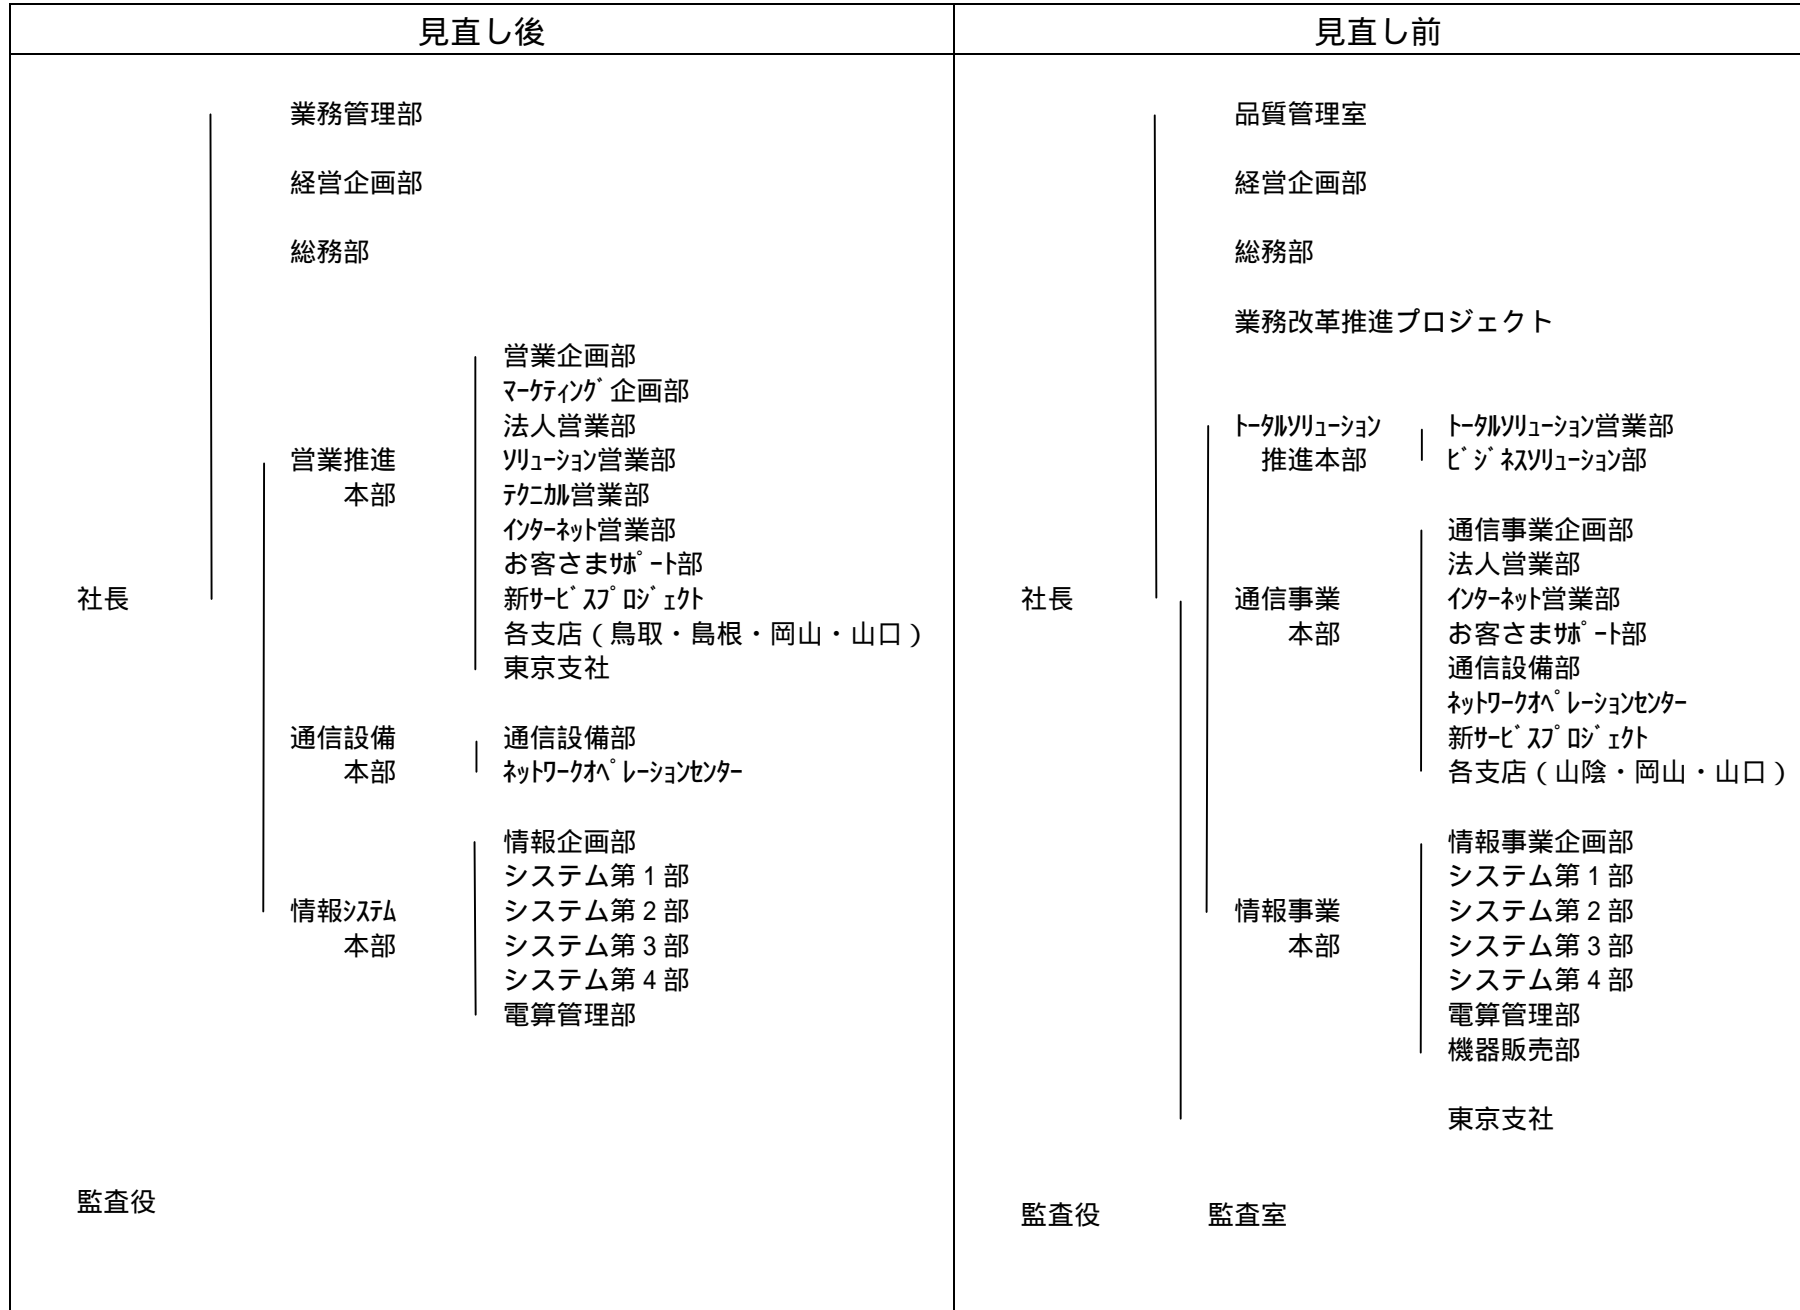 見直し後
業務管理部
経営企画部
総務部
営業企画部
ﾏｰｹﾃｨﾝｸﾞ企画部
法人営業部
営業推進
ｿﾘｭｰｼｮﾝ営業部
本部
ﾃｸﾆｶﾙ営業部
ｲﾝﾀｰﾈｯﾄ営業部
お客さまｻﾎﾟｰﾄ部
社長
新ｻｰﾋﾞｽﾌﾟﾛｼﾞｪｸﾄ
各支店（鳥取・島根・岡山・山口）
東京支社
通信設備
通信設備部
本部
ﾈｯﾄﾜｰｸｵﾍﾟﾚｰｼｮﾝｾﾝﾀｰ
情報企画部
システム第１部
情報ｼｽﾃﾑ
システム第２部
本部
システム第３部
システム第４部
電算管理部
監査役
見直し前
品質管理室
経営企画部
総務部
業務改革推進プロジェクト
ﾄｰﾀﾙｿﾘｭｰｼｮﾝ
ﾄｰﾀﾙｿﾘｭｰｼｮﾝ営業部
推進本部
ﾋﾞｼﾞﾈｽｿﾘｭｰｼｮﾝ部
通信事業企画部
法人営業部
社長
通信事業
ｲﾝﾀｰﾈｯﾄ営業部
本部
お客さまｻﾎﾟｰﾄ部
通信設備部
ﾈｯﾄﾜｰｸｵﾍﾟﾚｰｼｮﾝｾﾝﾀｰ
新ｻｰﾋﾞｽﾌﾟﾛｼﾞｪｸﾄ
各支店（山陰・岡山・山口）
情報事業企画部
システム第１部
情報事業
システム第２部
本部
システム第３部
システム第４部
電算管理部
機器販売部
東京支社
監査役
監査室